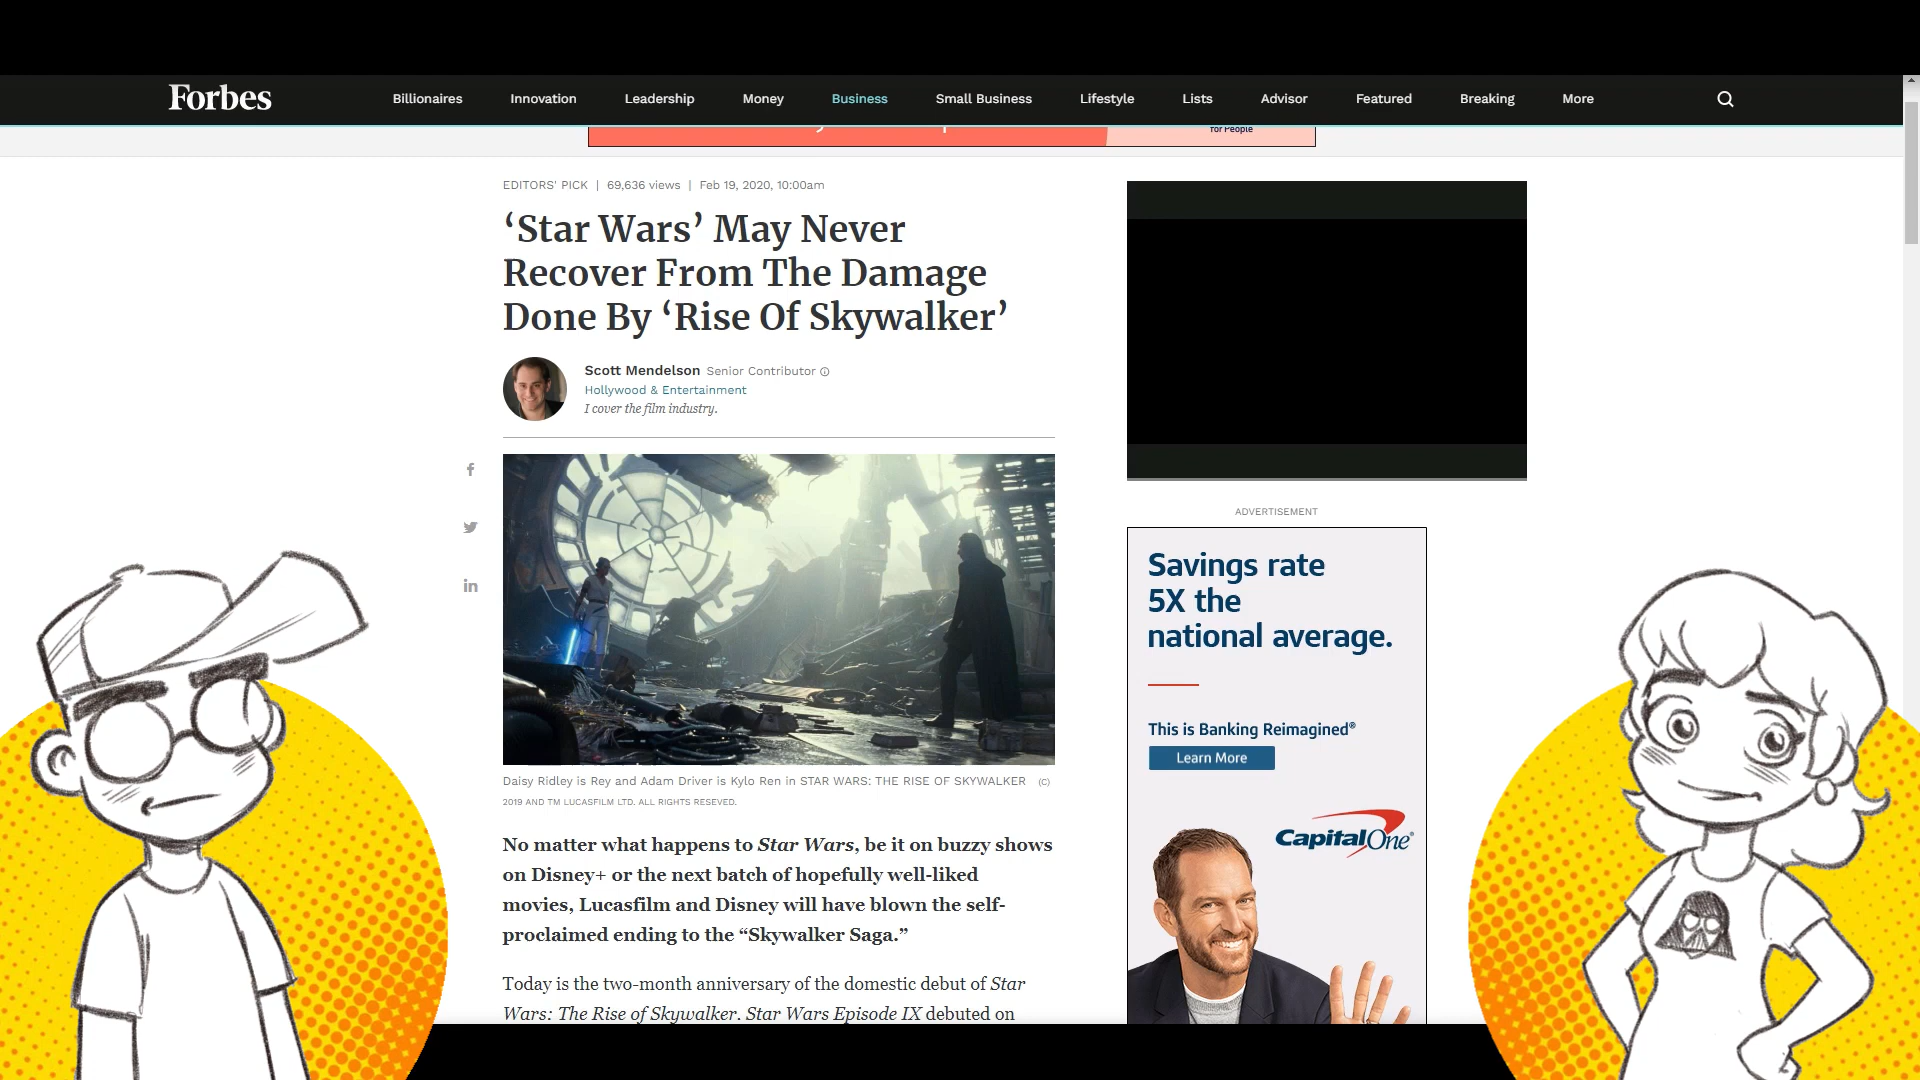 Forbes
Billionaires
Innovation
Leadership
Money
Business
Small Business
Lifestyle
Lists
Advisor
Featured
Breaking
More
for People
EDITORS' PICK | 69,636 views | Feb 19, 2020, 10:00am
‘Star Wars’ May Never
Recover From The Damage
Done By ‘Rise Of Skywalker’
Scott Mendelson Senior Contributor
Hollywood & Entertainment
I cover the film industry.
Daisy Ridley is Rey and Adam Driver is Kylo Ren in STAR WARS: THE RISE OF SKYWALKER (C)
2019 AND TM LUCASFILM LTD. ALL RIGHTS RESEVED.
No matter what happens to Star Wars, be it on buzzy shows
on Disney+ or the next batch of hopefully well-liked
movies, Lucasfilm and Disney will have blown the self-
proclaimed ending to the “Skywalker Saga.”
Today is the two-month anniversary of the domestic debut of Star
Wars: The Rise of Skywalker. Star Wars Episode IX debuted on
ADVERTISEMENT
Savings rate
5X the
national average.
This is Banking Reimagined®
Learn More
Capital One®